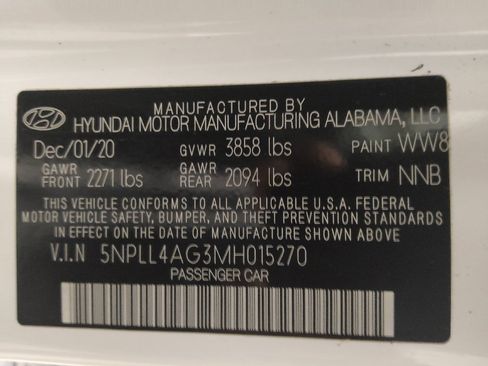 MANUFACTURED BY
HYUNDAI MOTOR MANUFACTURING ALABAMA, LLC
Dec/01/20 GVWR 3858 lbs PAINT WW8
GAWR FRONT 2271 lbs GAWR REAR 2094 lbs TRIM NNB
THIS VEHICLE CONFORMS TO ALL APPLICABLE U.S.A. FEDERAL
MOTOR VEHICLE SAFETY, BUMPER, AND THEFT PREVENTION STANDARDS
IN EFFECT ON THE DATE OF MANUFACTURE SHOWN ABOVE.
V.I.N 5NPLL4AG3MH015270
PASSENGER CAR